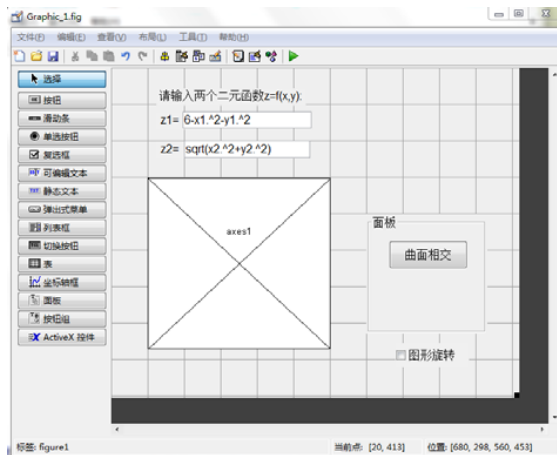 Graphic_1.fig
文件(F) 编辑(E) 查看(V) 布局(L) 工具(T) 帮助(H)
选择
按钮
滑动条
单选按钮
复选框
可编辑文本
静态文本
弹出式菜单
列表框
切换按钮
表
坐标轴框
面板
按钮组
ActiveX 控件
请输入两个二元函数z=f(x,y):
z1= 6-x1.^2-y1.^2
z2= sqrt(x2.^2+y2.^2)
axes1
面板
曲面相交
图形旋转
标签: figure1
当前点: [20, 413] 位置: [680, 298, 560, 453]